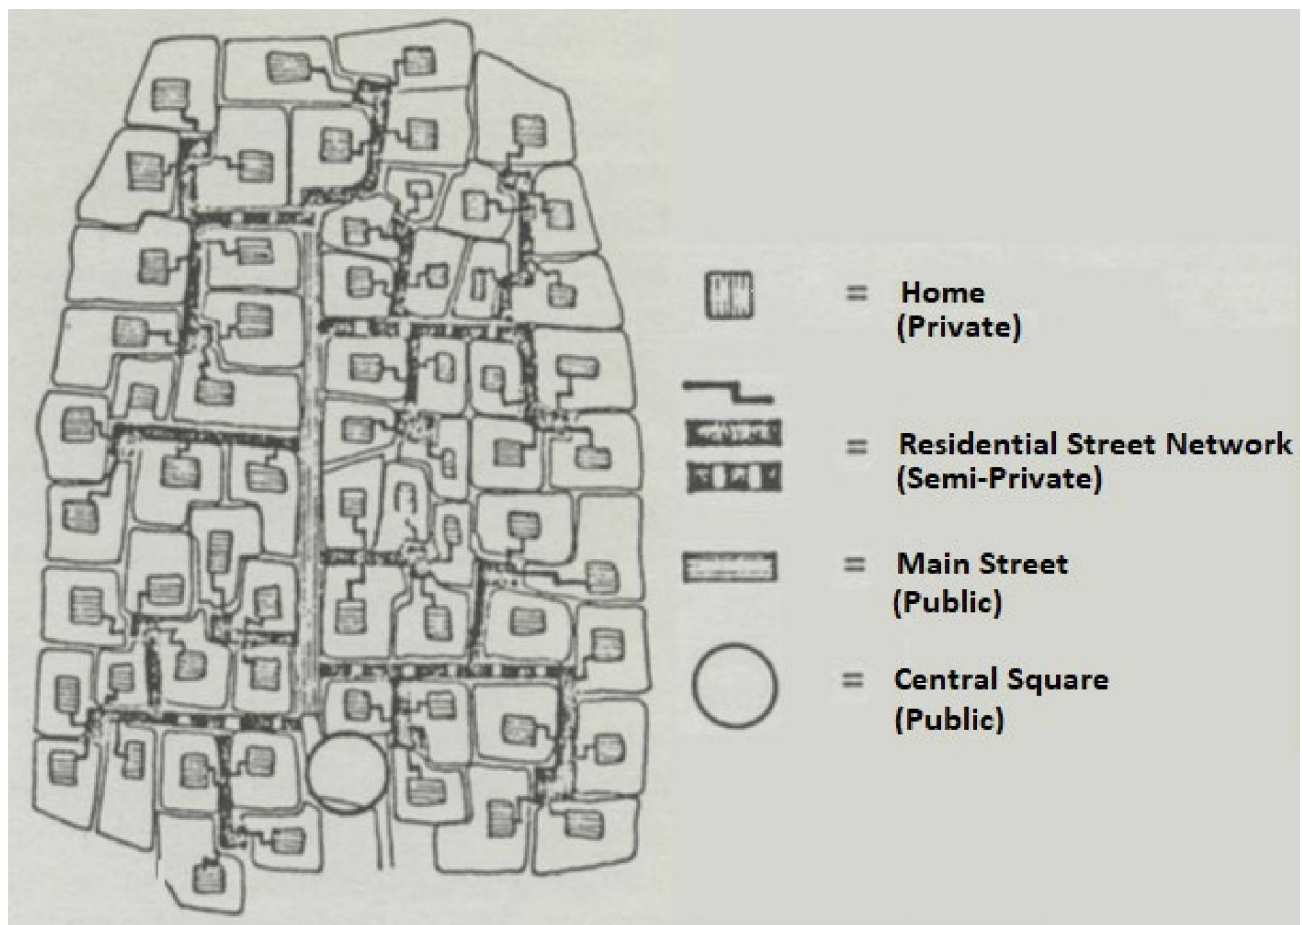 = Home
(Private)
= Residential Street Network
(Semi-Private)
= Main Street
(Public)
= Central Square
(Public)